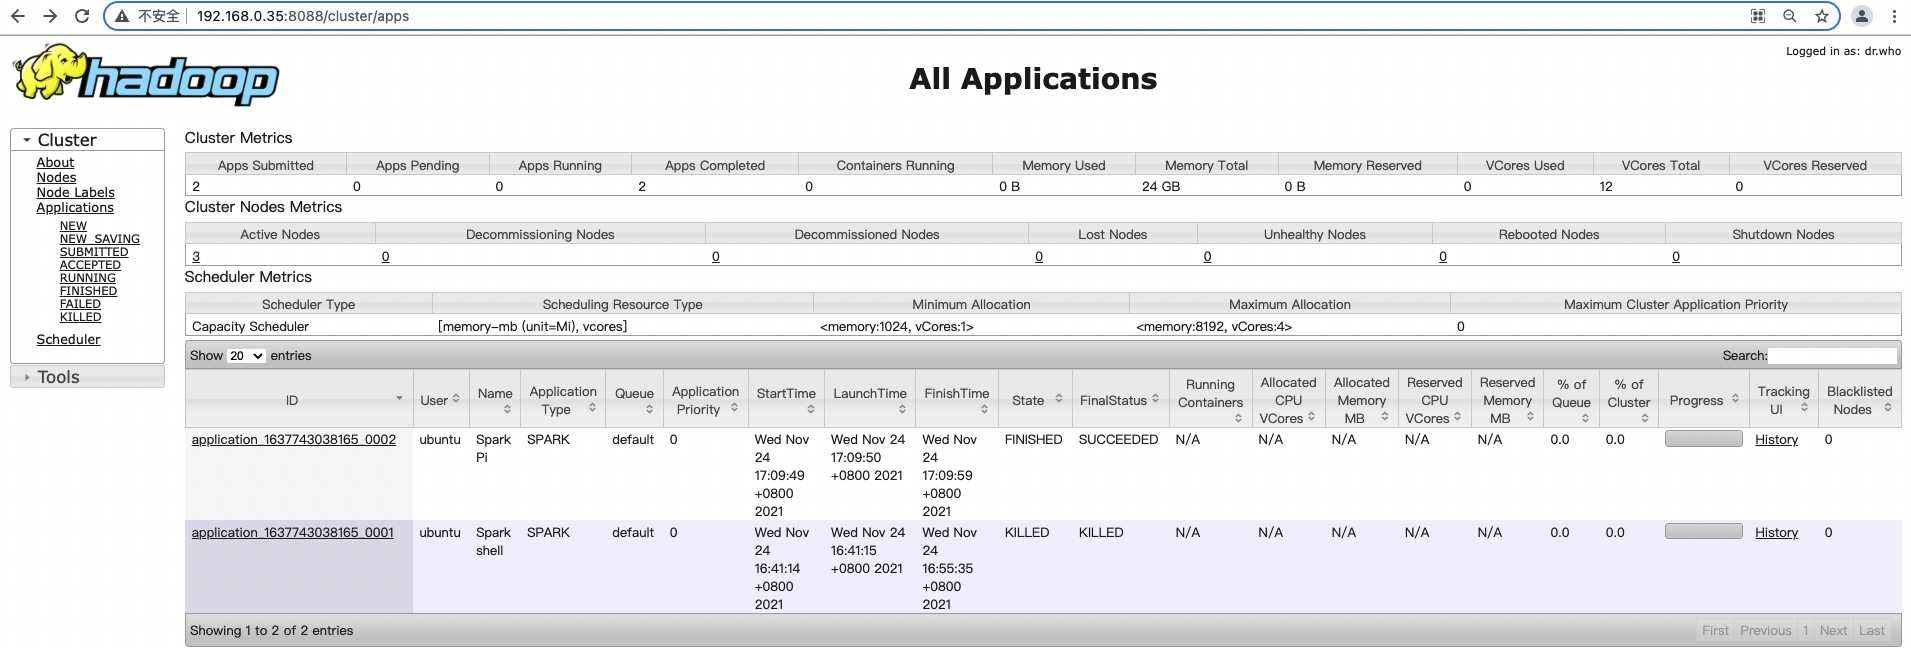 不安全 192.168.0.35:8088/cluster/apps
Logged in as: dr.who
hadoop
All Applications
Cluster
About
Nodes
Node Labels
Applications
NEW
NEW_SAVING
SUBMITTED
ACCEPTED
RUNNING
FINISHED
FAILED
KILLED
Scheduler
Tools
Cluster Metrics
Apps Submitted Apps Pending Apps Running Apps Completed Containers Running Memory Used Memory Total Memory Reserved VCores Used VCores Total VCores Reserved
2 0 0 2 0 0 B 24 GB 0 B 0 12 0
Cluster Nodes Metrics
Active Nodes Decommissioning Nodes Decommissioned Nodes Lost Nodes Unhealthy Nodes Rebooted Nodes Shutdown Nodes
3 0 0 0 0 0 0
Scheduler Metrics
Scheduler Type Scheduling Resource Type Minimum Allocation Maximum Allocation Maximum Cluster Application Priority
Capacity Scheduler [memory-mb (unit=Mi), vcores] <memory:1024, vCores:1> <memory:8192, vCores:4> 0
Show 20 entries Search:
ID
User
Name
Application
Type
Queue
Application
Priority
StartTime
LaunchTime
FinishTime
State
FinalStatus
Running
Containers
Allocated
CPU
VCores
Allocated
Memory
MB
Reserved
CPU
VCores
Reserved
Memory
MB
% of
Queue
% of
Cluster
Progress
Tracking
UI
Blacklisted
Nodes
application_1637743038165_0002
ubuntu
Spark
Pi
SPARK
default
0
Wed Nov
24
17:09:49
+0800
2021
Wed Nov 24
17:09:50
+0800 2021
Wed Nov
24
17:09:59
+0800
2021
FINISHED
SUCCEEDED
N/A
N/A
N/A
N/A
N/A
0.0
0.0
History
0
application_1637743038165_0001
ubuntu
Spark
shell
SPARK
default
0
Wed Nov
24
16:41:14
+0800
2021
Wed Nov 24
16:41:15
+0800 2021
Wed Nov
24
16:55:35
+0800
2021
KILLED
KILLED
N/A
N/A
N/A
N/A
N/A
0.0
0.0
History
0
Showing 1 to 2 of 2 entries
First Previous 1 Next Last